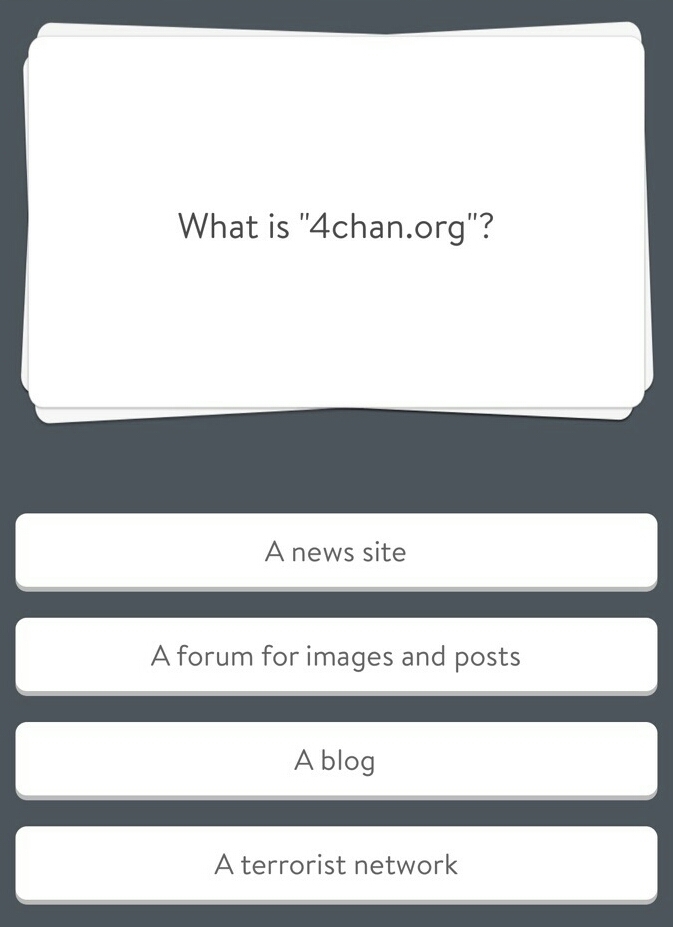 What is "4chan.org"?
A news site
A forum for images and posts
A blog
A terrorist network